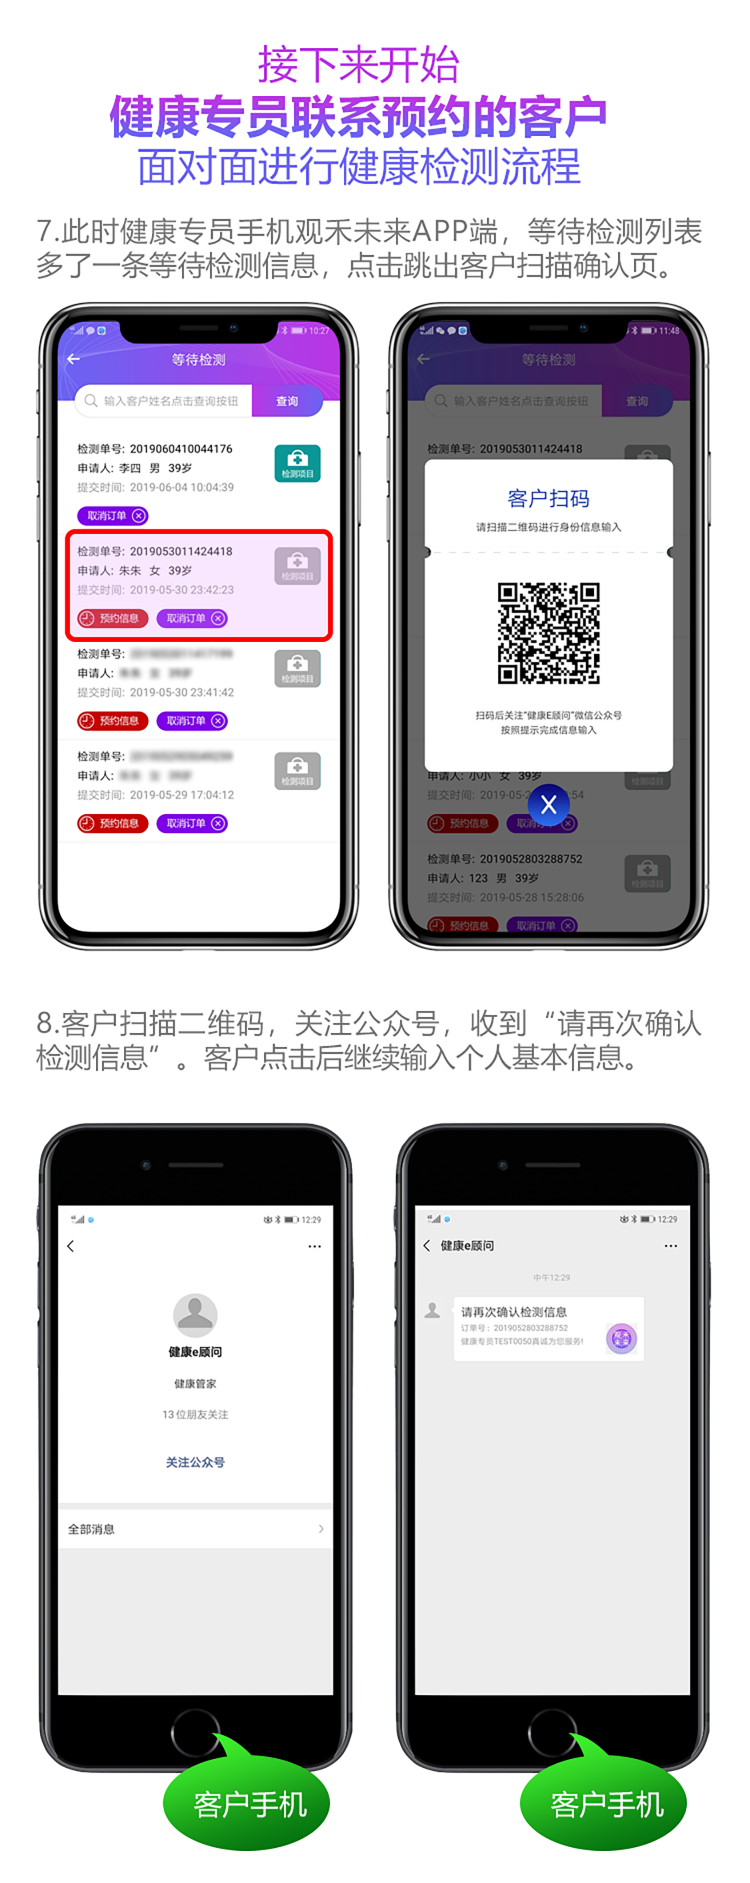 接下来开始
健康专员联系预约的客户
面对面进行健康检测流程
7.此时健康专员手机观禾未来APP端，等待检测列表
多了一条等待检测信息，点击跳出客户扫描确认页。
10:27
等待检测
输入客户姓名点击查询按钮
查询
检测单号: 2019060410044176
申请人: 李四 男 39岁
提交时间: 2019-06-04 10:04:39
检测项目
取消订单
检测单号: 2019053011424418
申请人: 朱朱 女 39岁
提交时间: 2019-05-30 23:42:23
检测项目
预约信息
取消订单
检测单号:
申请人:
提交时间: 2019-05-30 23:41:42
检测项目
预约信息
取消订单
检测单号:
申请人:
提交时间: 2019-05-29 17:04:12
检测项目
预约信息
取消订单
11:48
等待检测
输入客户姓名点击查询按钮
查询
检测单号: 2019053011424418
客户扫码
请扫描二维码进行身份信息输入
扫码后关注“健康E顾问”微信公众号
按照提示完成信息输入
X
申请人: 小小 女 39岁
提交时间: 2019-05-2
:54
检测项目
预约信息
取消订单
检测单号: 2019052803288752
申请人: 123 男 39岁
提交时间: 2019-05-28 15:28:06
检测项目
预约信息
取消订单
8.客户扫描二维码，关注公众号，收到“请再次确认
检测信息”。客户点击后继续输入个人基本信息。
12:29
健康e顾问
健康管家
13位朋友关注
关注公众号
全部消息
客户手机
12:29
健康e顾问
中午12:29
请再次确认检测信息
订单号：2019052803288752
健康专员TEST0050真诚为您服务!
观禾
未来
客户手机